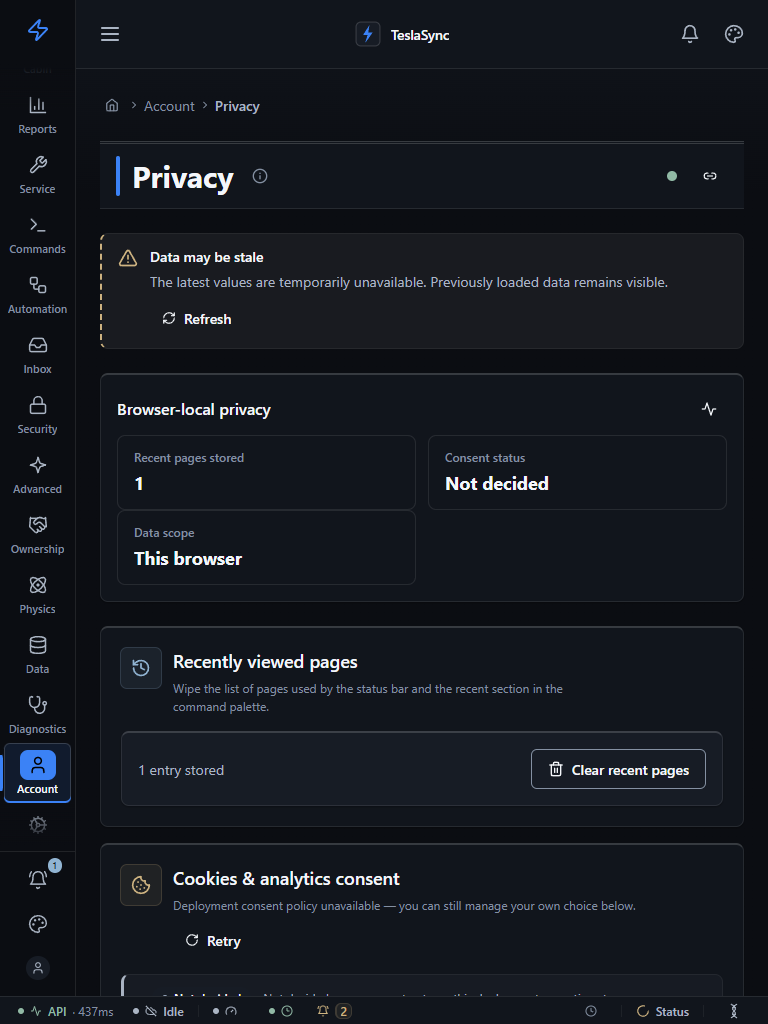 TeslaSync
Reports
Service
Commands
Automation
Inbox
Security
Advanced
Ownership
Physics
Data
Diagnostics
Account
1
Account
Privacy
Privacy
Data may be stale
The latest values are temporarily unavailable. Previously loaded data remains visible.
Refresh
Browser-local privacy
Recent pages stored
1
Consent status
Not decided
Data scope
This browser
Recently viewed pages
Wipe the list of pages used by the status bar and the recent section in the
command palette.
1 entry stored
Clear recent pages
Cookies & analytics consent
Deployment consent policy unavailable — you can still manage your own choice below.
Retry
API · 437ms
Idle
2
Status